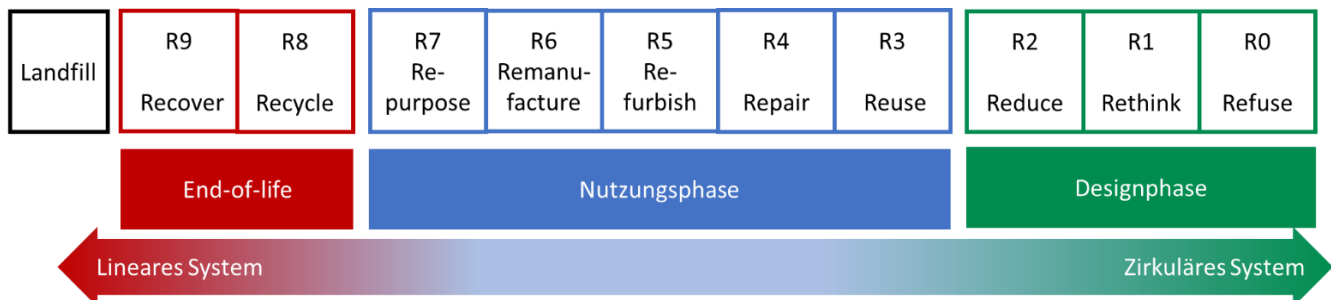 Landfill
R9
Recover
R8
Recycle
R7
Re-
purpose
R6
Remanu-
facture
R5
Re-
furbish
R4
Repair
R3
Reuse
R2
Reduce
R1
Rethink
R0
Refuse
End-of-life
Nutzungsphase
Designphase
Lineares System
Zirkuläres System